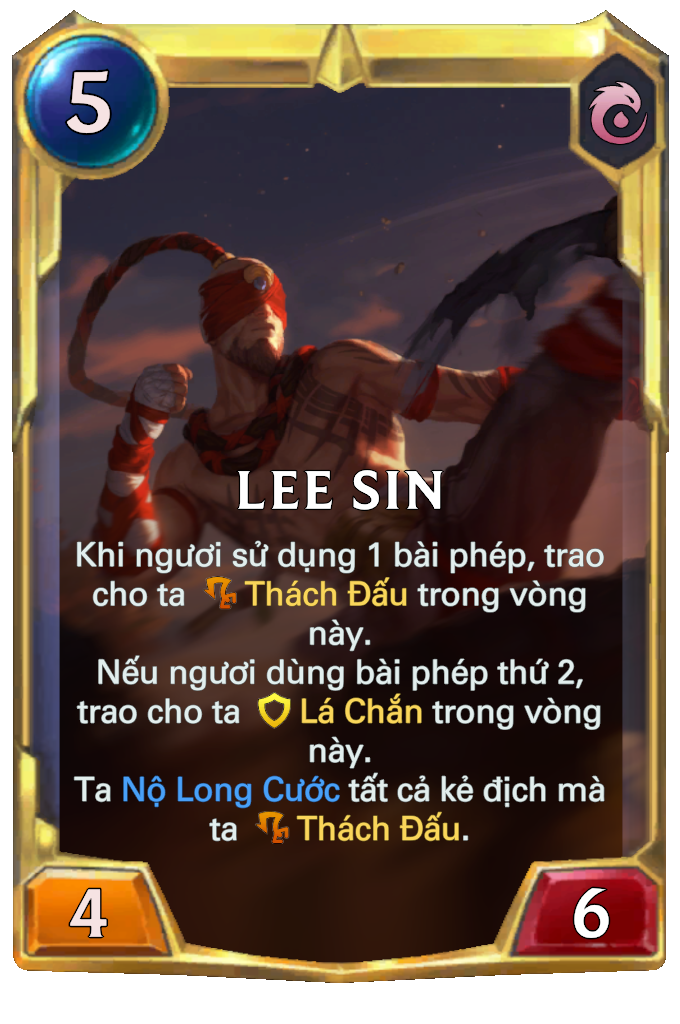 5
LEE SIN
Khi ngươi sử dụng 1 bài phép, trao
cho ta Thách Đấu trong vòng
này.
Nếu ngươi dùng bài phép thứ 2,
trao cho ta Lá Chắn trong vòng
này.
Ta Nộ Long Cước tất cả kẻ địch mà
ta Thách Đấu.
4
6